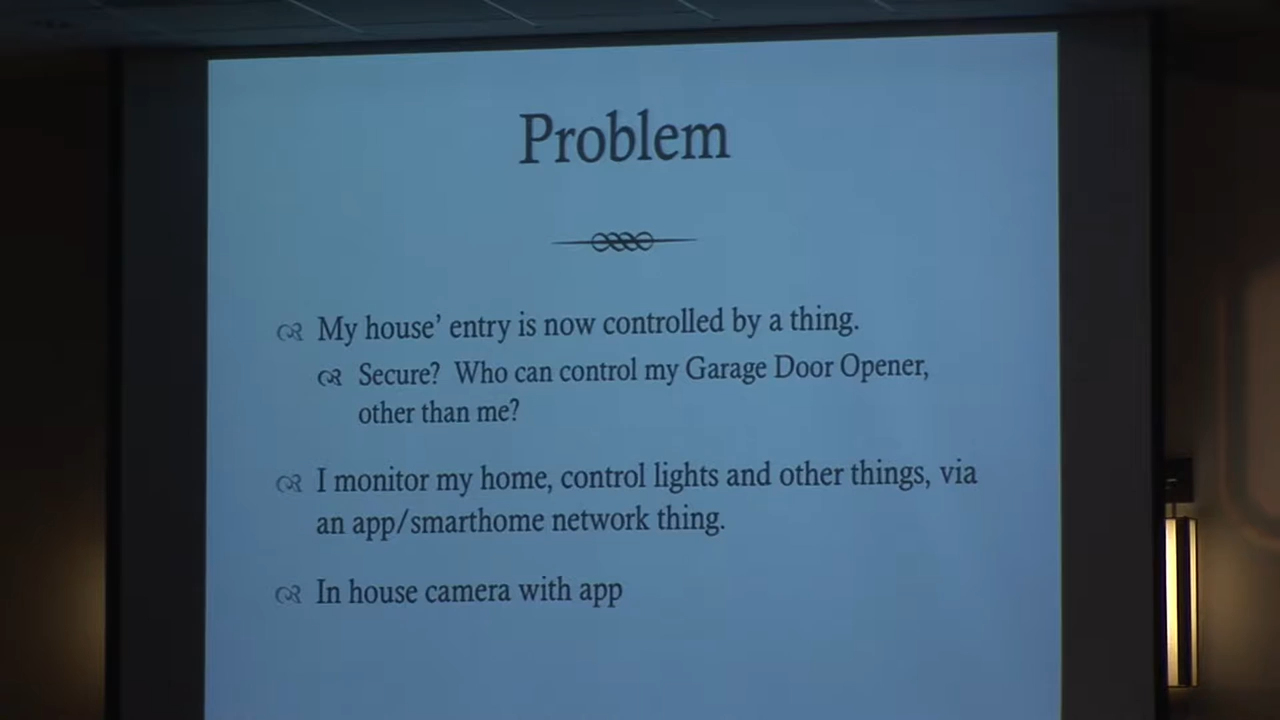 Problem
My house’ entry is now controlled by a thing.
Secure? Who can control my Garage Door Opener,
other than me?
I monitor my home, control lights and other things, via
an app/smarthome network thing.
In house camera with app